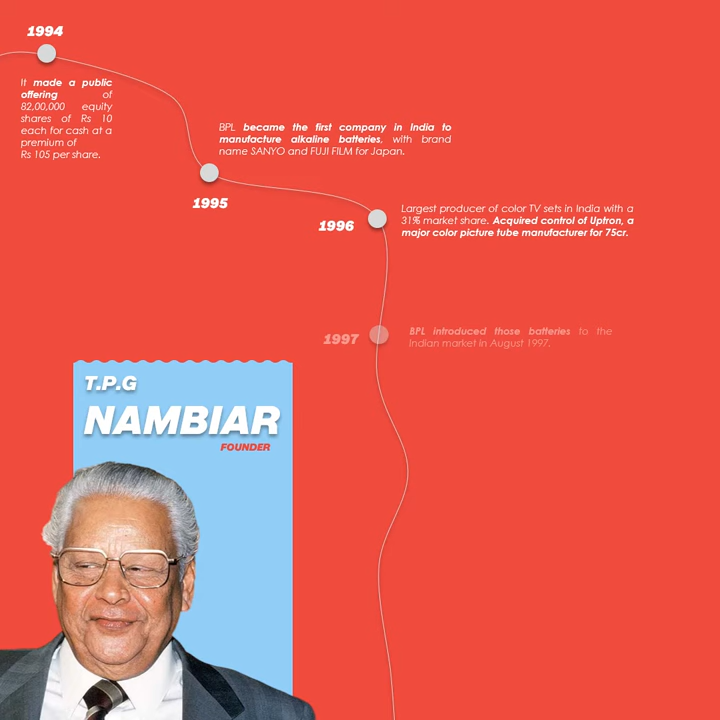 1994
It made a public
offering of
82,00,000 equity
shares of Rs 10
each for cash at a
premium of
Rs 105 per share.
BPL became the first company in India to
manufacture alkaline batteries, with brand
name SANYO and FUJI FILM for Japan.
1995
1996
Largest producer of color TV sets in India with a
31% market share. Acquired control of Uptron, a
major color picture tube manufacturer for 75cr.
1997
BPL introduced those batteries to the
Indian market in August 1997.
T.P.G
NAMBIAR
FOUNDER